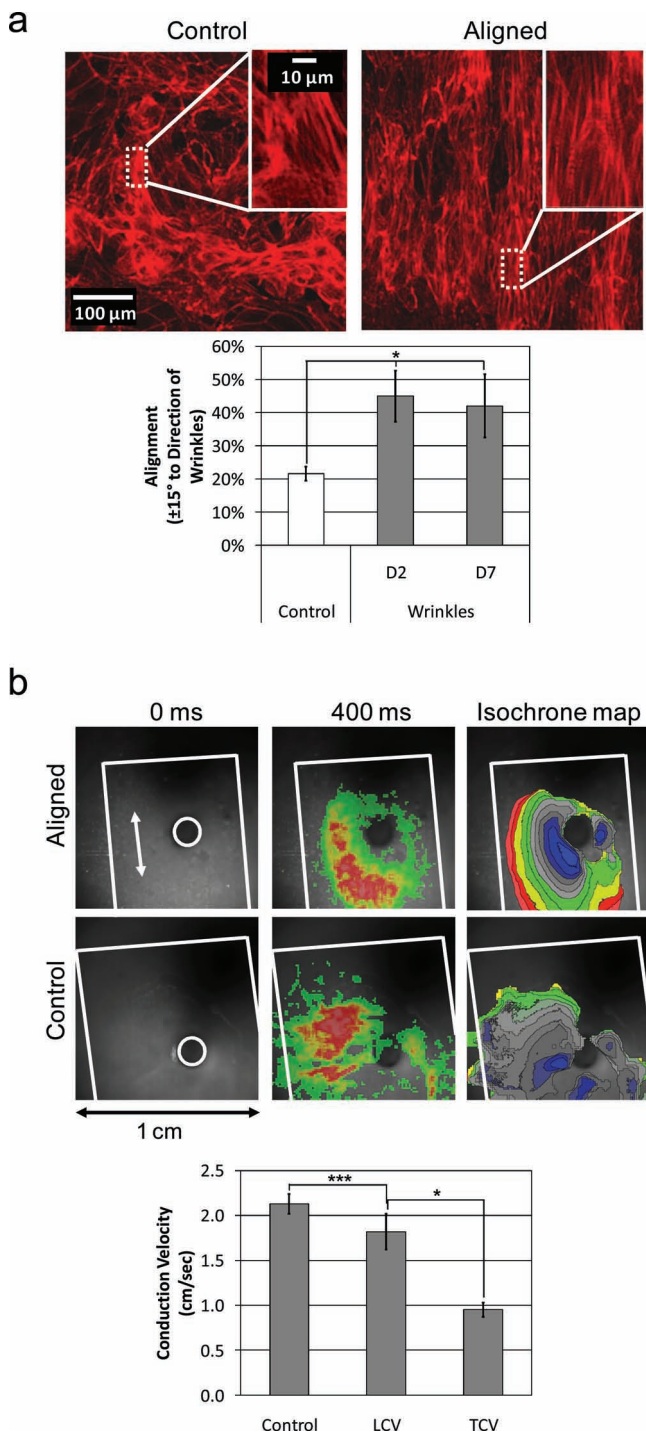 a
Control
Aligned
10 µm
100 µm
Alignment
(±15° to Direction of
Wrinkles)
60%
50%
40%
30%
20%
10%
0%
*
D2
D7
Control
Wrinkles
b
0 ms
400 ms
Isochrone map
Aligned
Control
1 cm
Conduction Velocity
(cm/sec)
2.5
2.0
1.5
1.0
0.5
0.0
***
*
Control
LCV
TCV